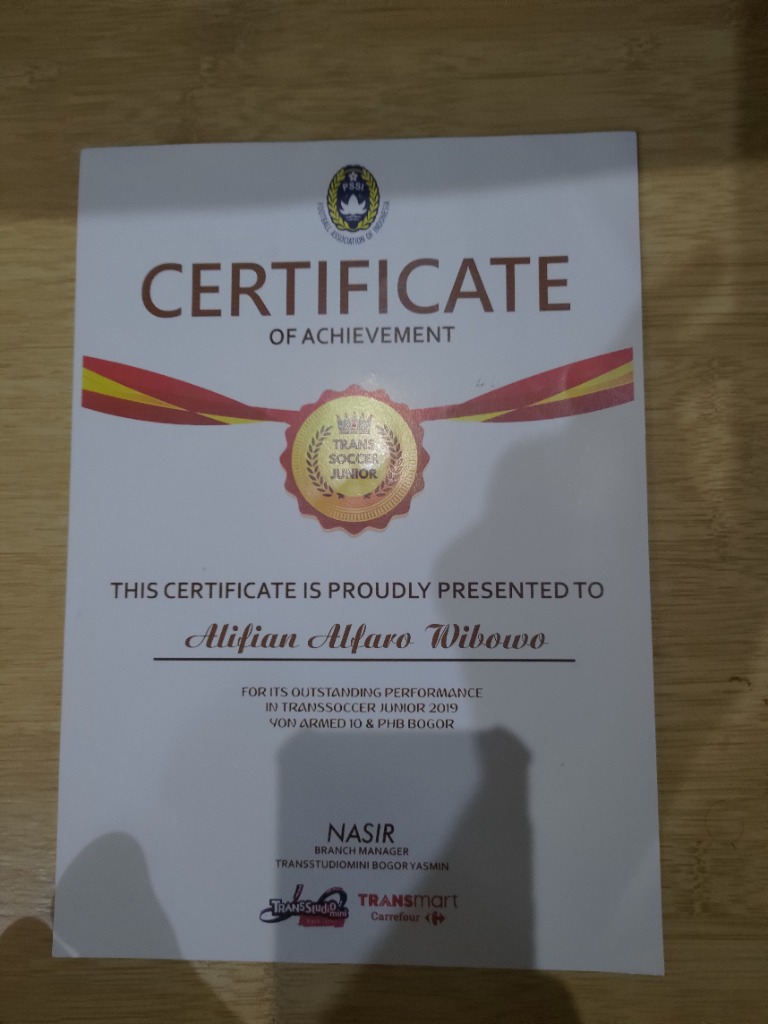 PSSI
FOOTBALL ASSOCIATION OF INDONESIA
CERTIFICATE
OF ACHIEVEMENT
TRANS
SOCCER
JUNIOR
THIS CERTIFICATE IS PROUDLY PRESENTED TO
Alifian Alfaro Wibowo
FOR ITS OUTSTANDING PERFORMANCE
IN TRANSSOCCER JUNIOR 2019
YON ARMED 10 & PHB BOGOR
NASIR
BRANCH MANAGER
TRANSSTUDIOMINI BOGOR YASMIN
TRANSSTUDIO mini
TRANSmart
Carrefour